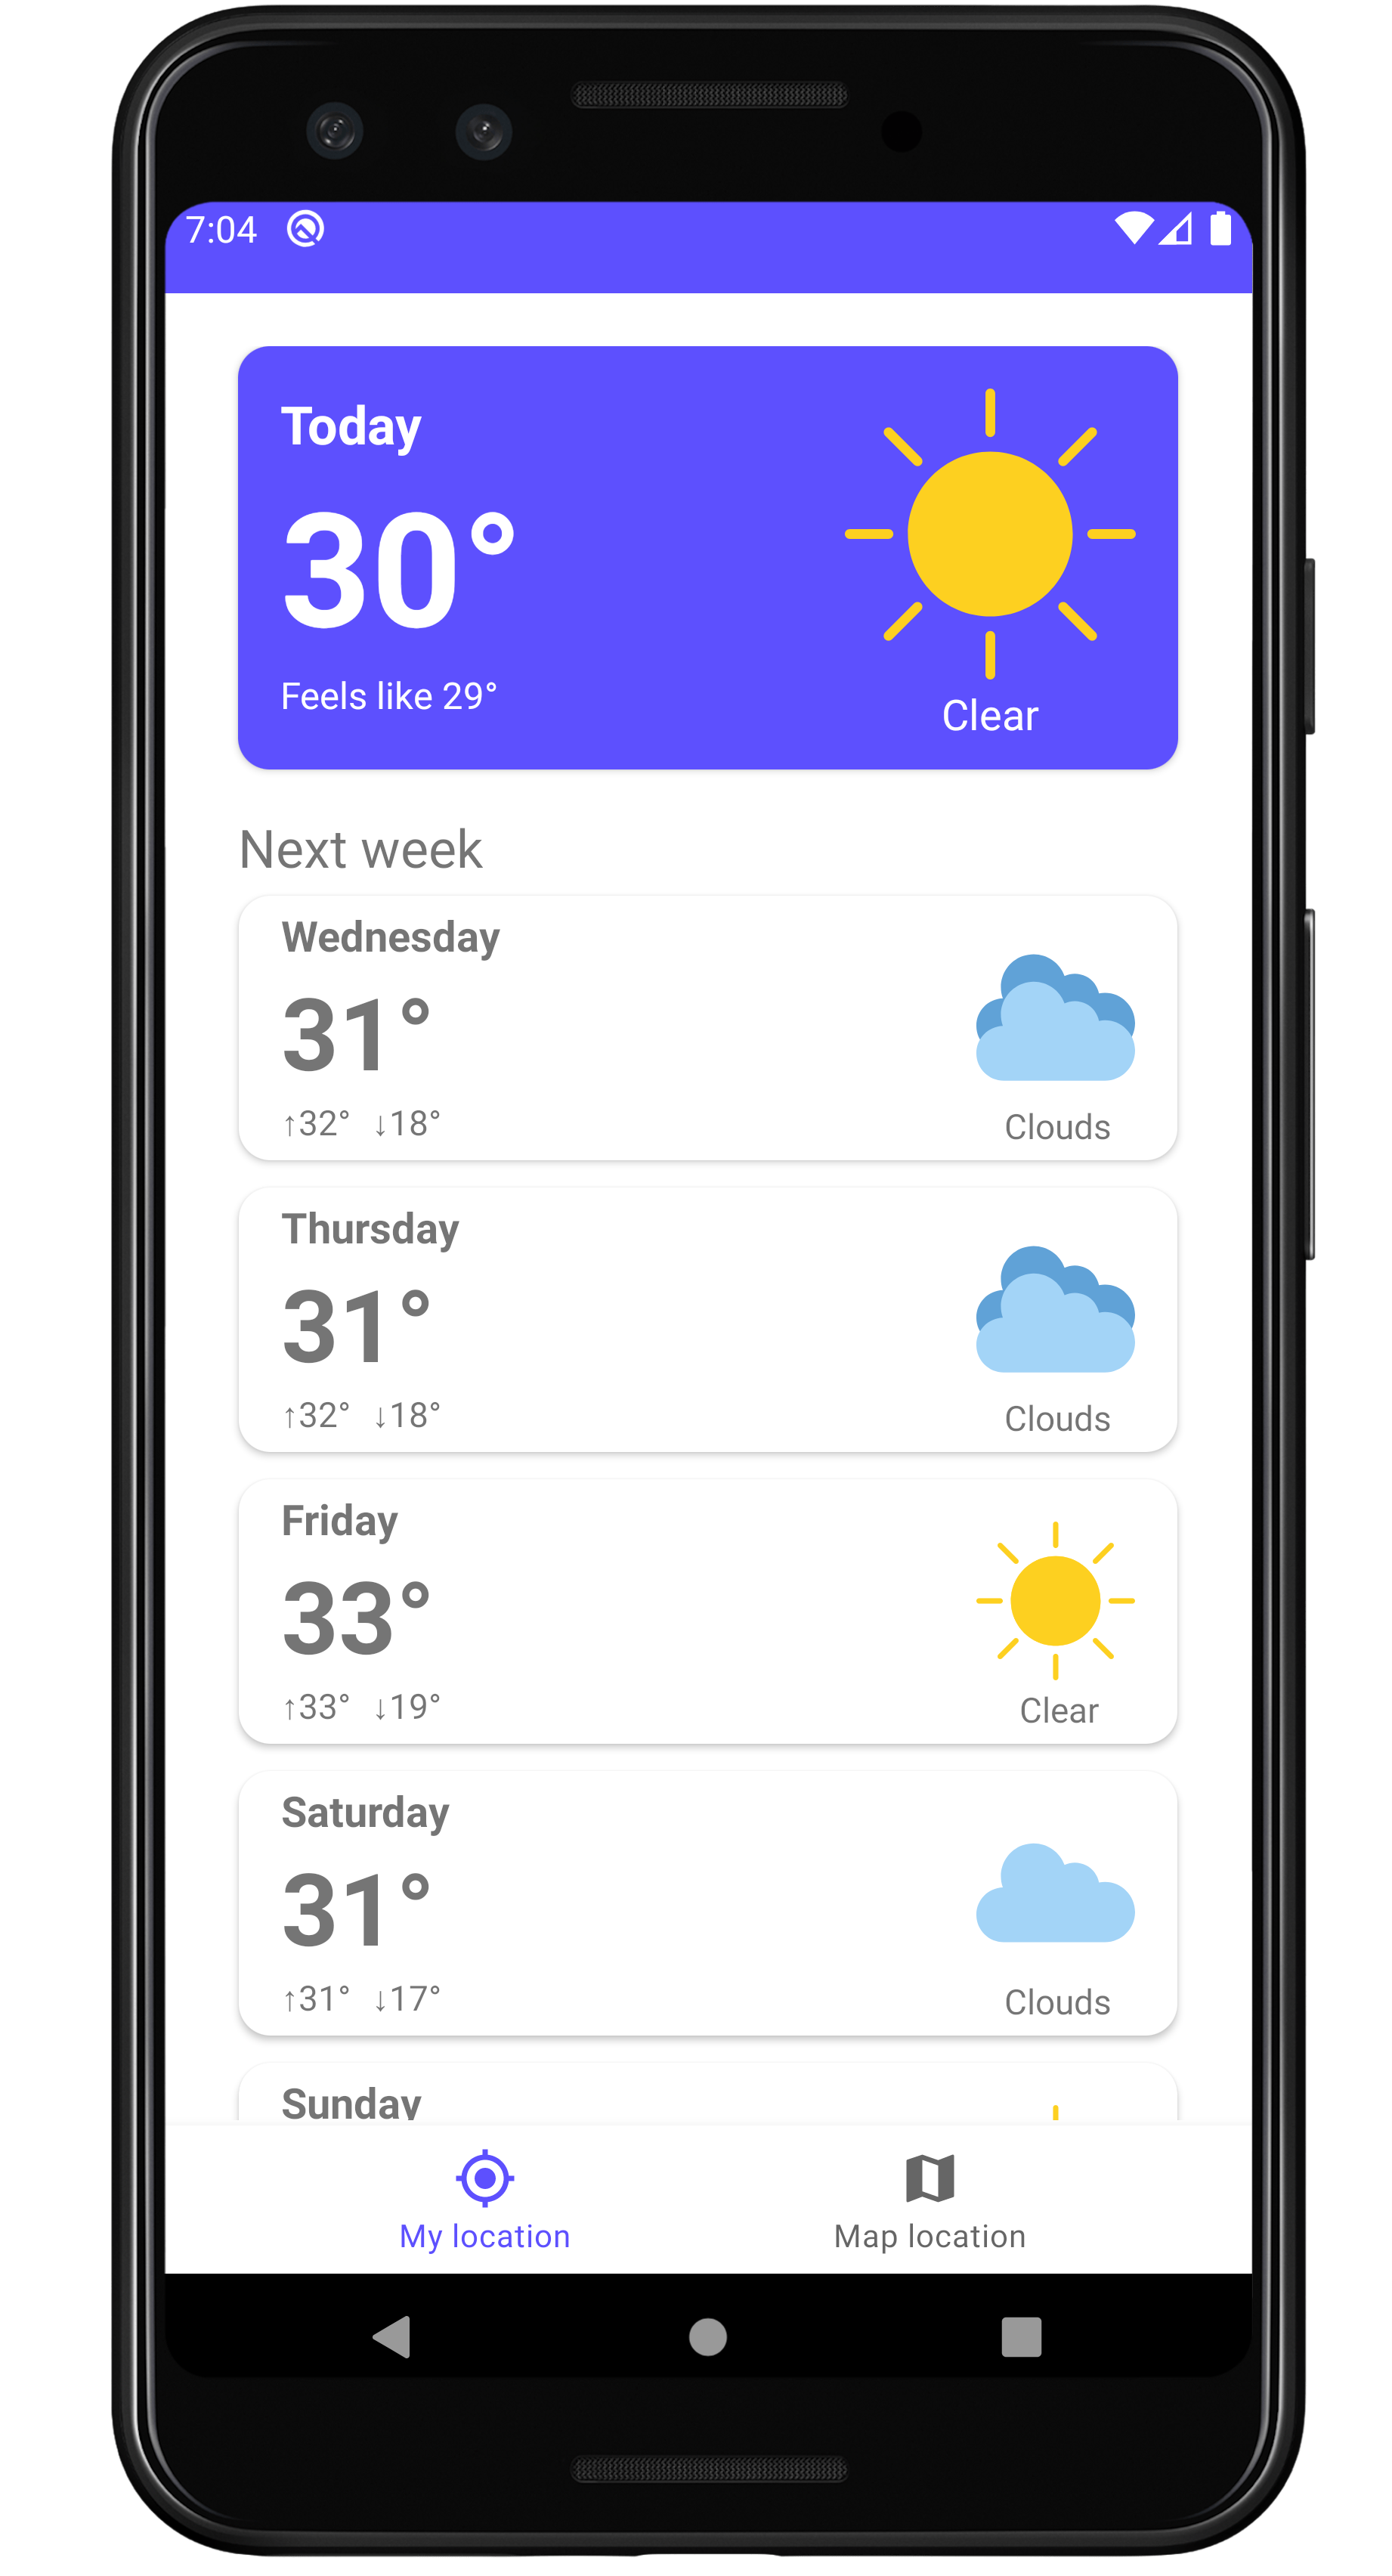 7:04
Today
30°
Feels like 29°
Clear
Next week
Wednesday
31°
↑32° ↓18°
Clouds
Thursday
31°
↑32° ↓18°
Clouds
Friday
33°
↑33° ↓19°
Clear
Saturday
31°
↑31° ↓17°
Clouds
Sunday
My location
Map location